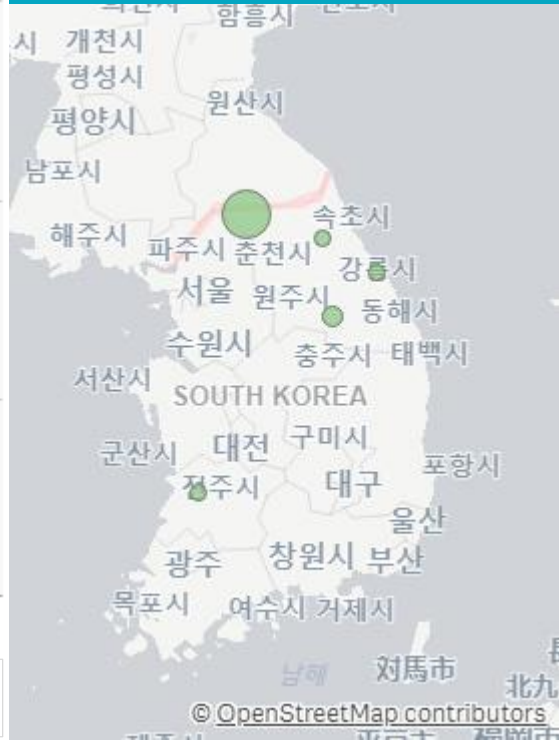 함흥시
시 개천시
평성시
원산시
평양시
남포시
속초시
해주시 파주시 춘천시
강릉시
서울 원주시
동해시
수원시
충주시 태백시
서산시
SOUTH KOREA
군산시 대전 구미시
포항시
전주시 대구
울산
광주 창원시 부산
목포시 여수시 거제시
남해 対馬市
北九
© OpenStreetMap contributors